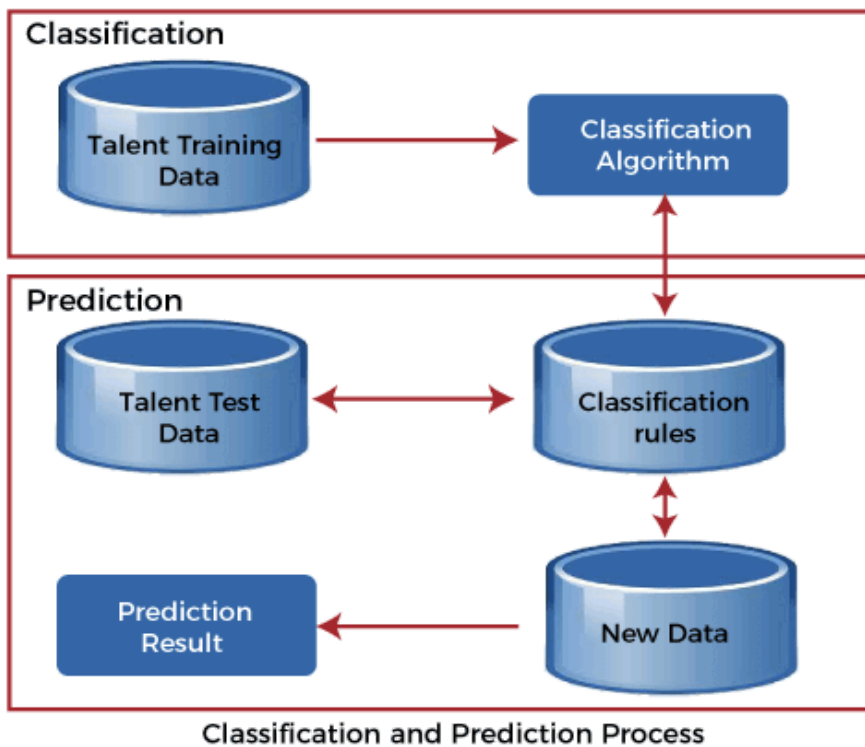 Classification
Talent Training
Data
Classification
Algorithm
Prediction
Talent Test
Data
Classification
rules
Prediction
Result
New Data
Classification and Prediction Process